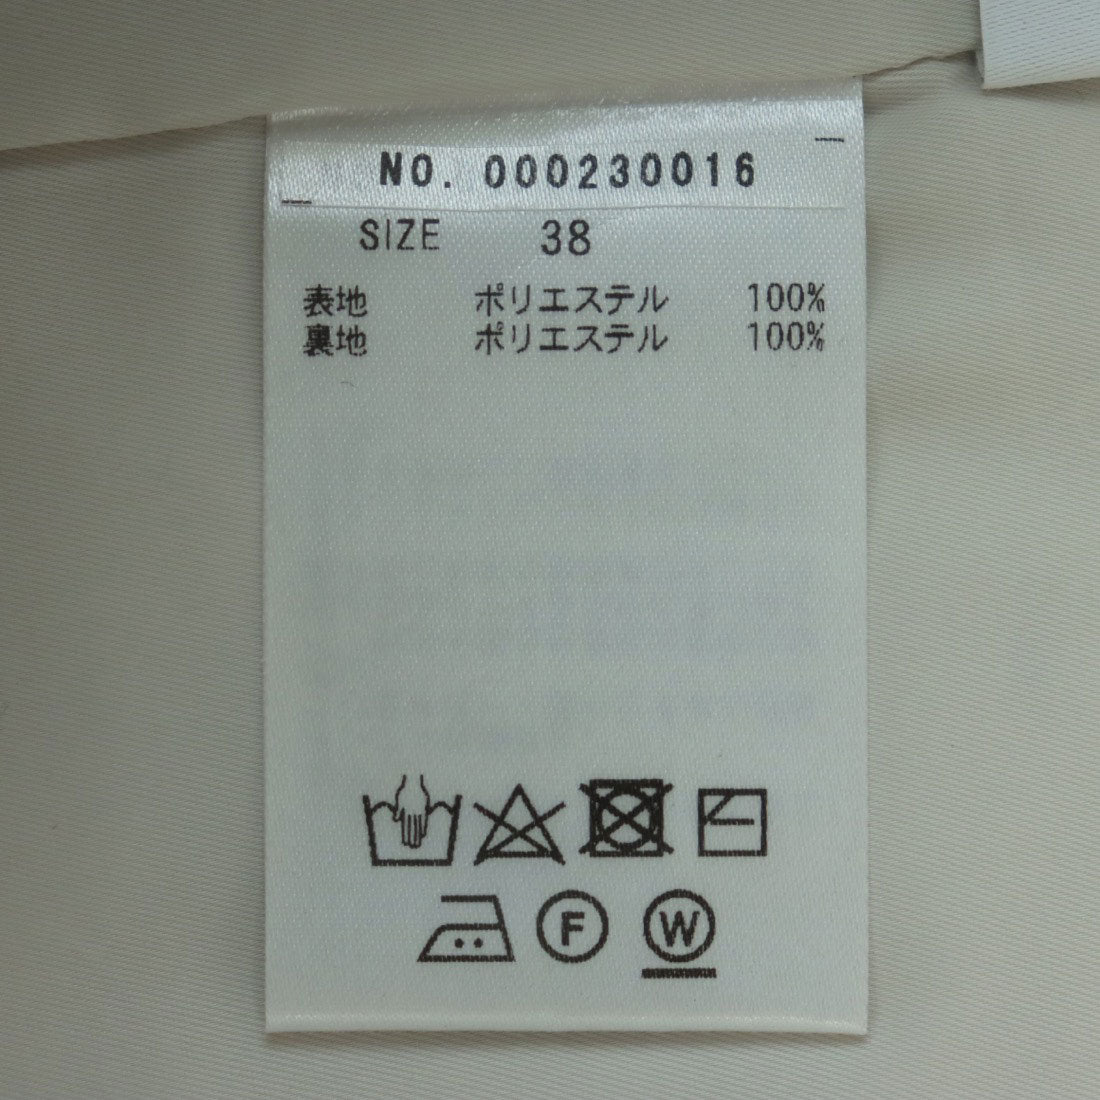 NO. 000230016
SIZE 38
表地 ポリエステル 100%
裏地 ポリエステル 100%
F W